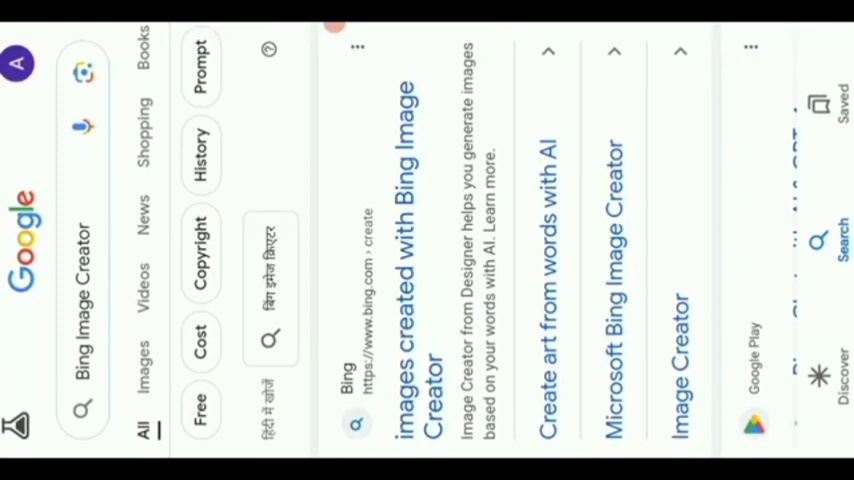 Google
A
Bing Image Creator
All Images Videos News Shopping Books
Free Cost Copyright History Prompt
हिंदी में खोजें बिंग इमेज क्रिएटर
Bing
https://www.bing.com › create
images created with Bing Image
Creator
Image Creator from Designer helps you generate images
based on your words with AI. Learn more.
Create art from words with AI
Microsoft Bing Image Creator
Image Creator
Google Play
Discover Search Saved